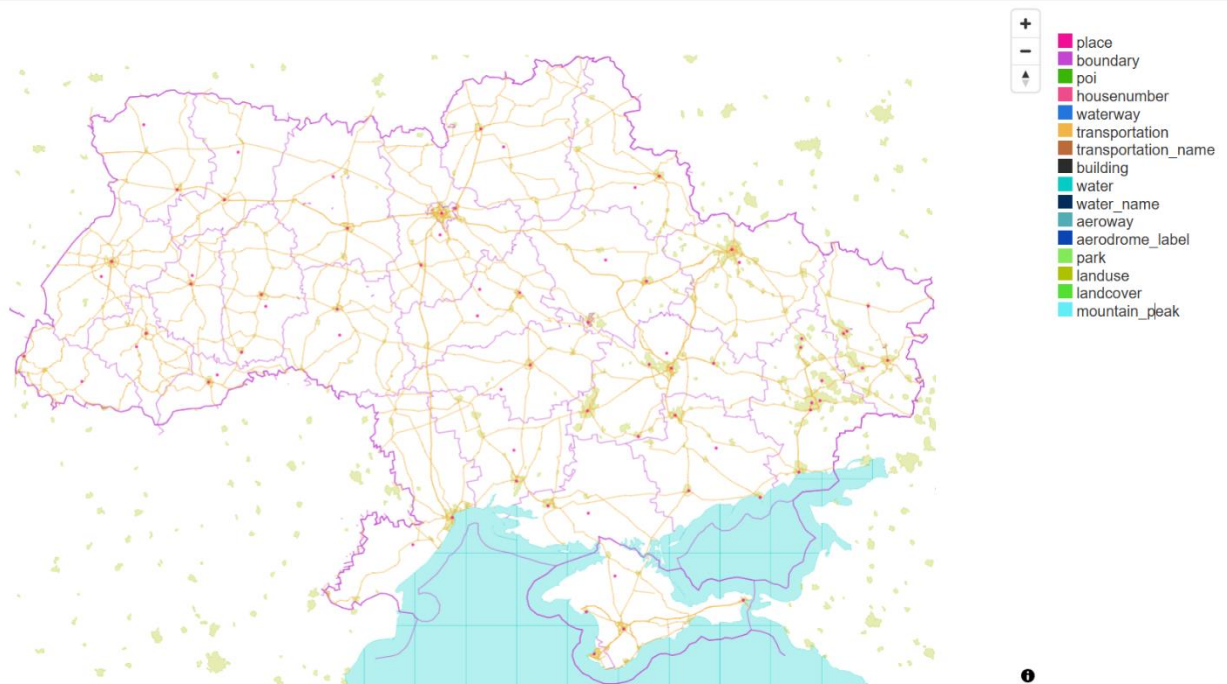 place
boundary
poi
housenumber
waterway
transportation
transportation_name
building
water
water_name
aeroway
aerodrome_label
park
landuse
landcover
mountain_peak